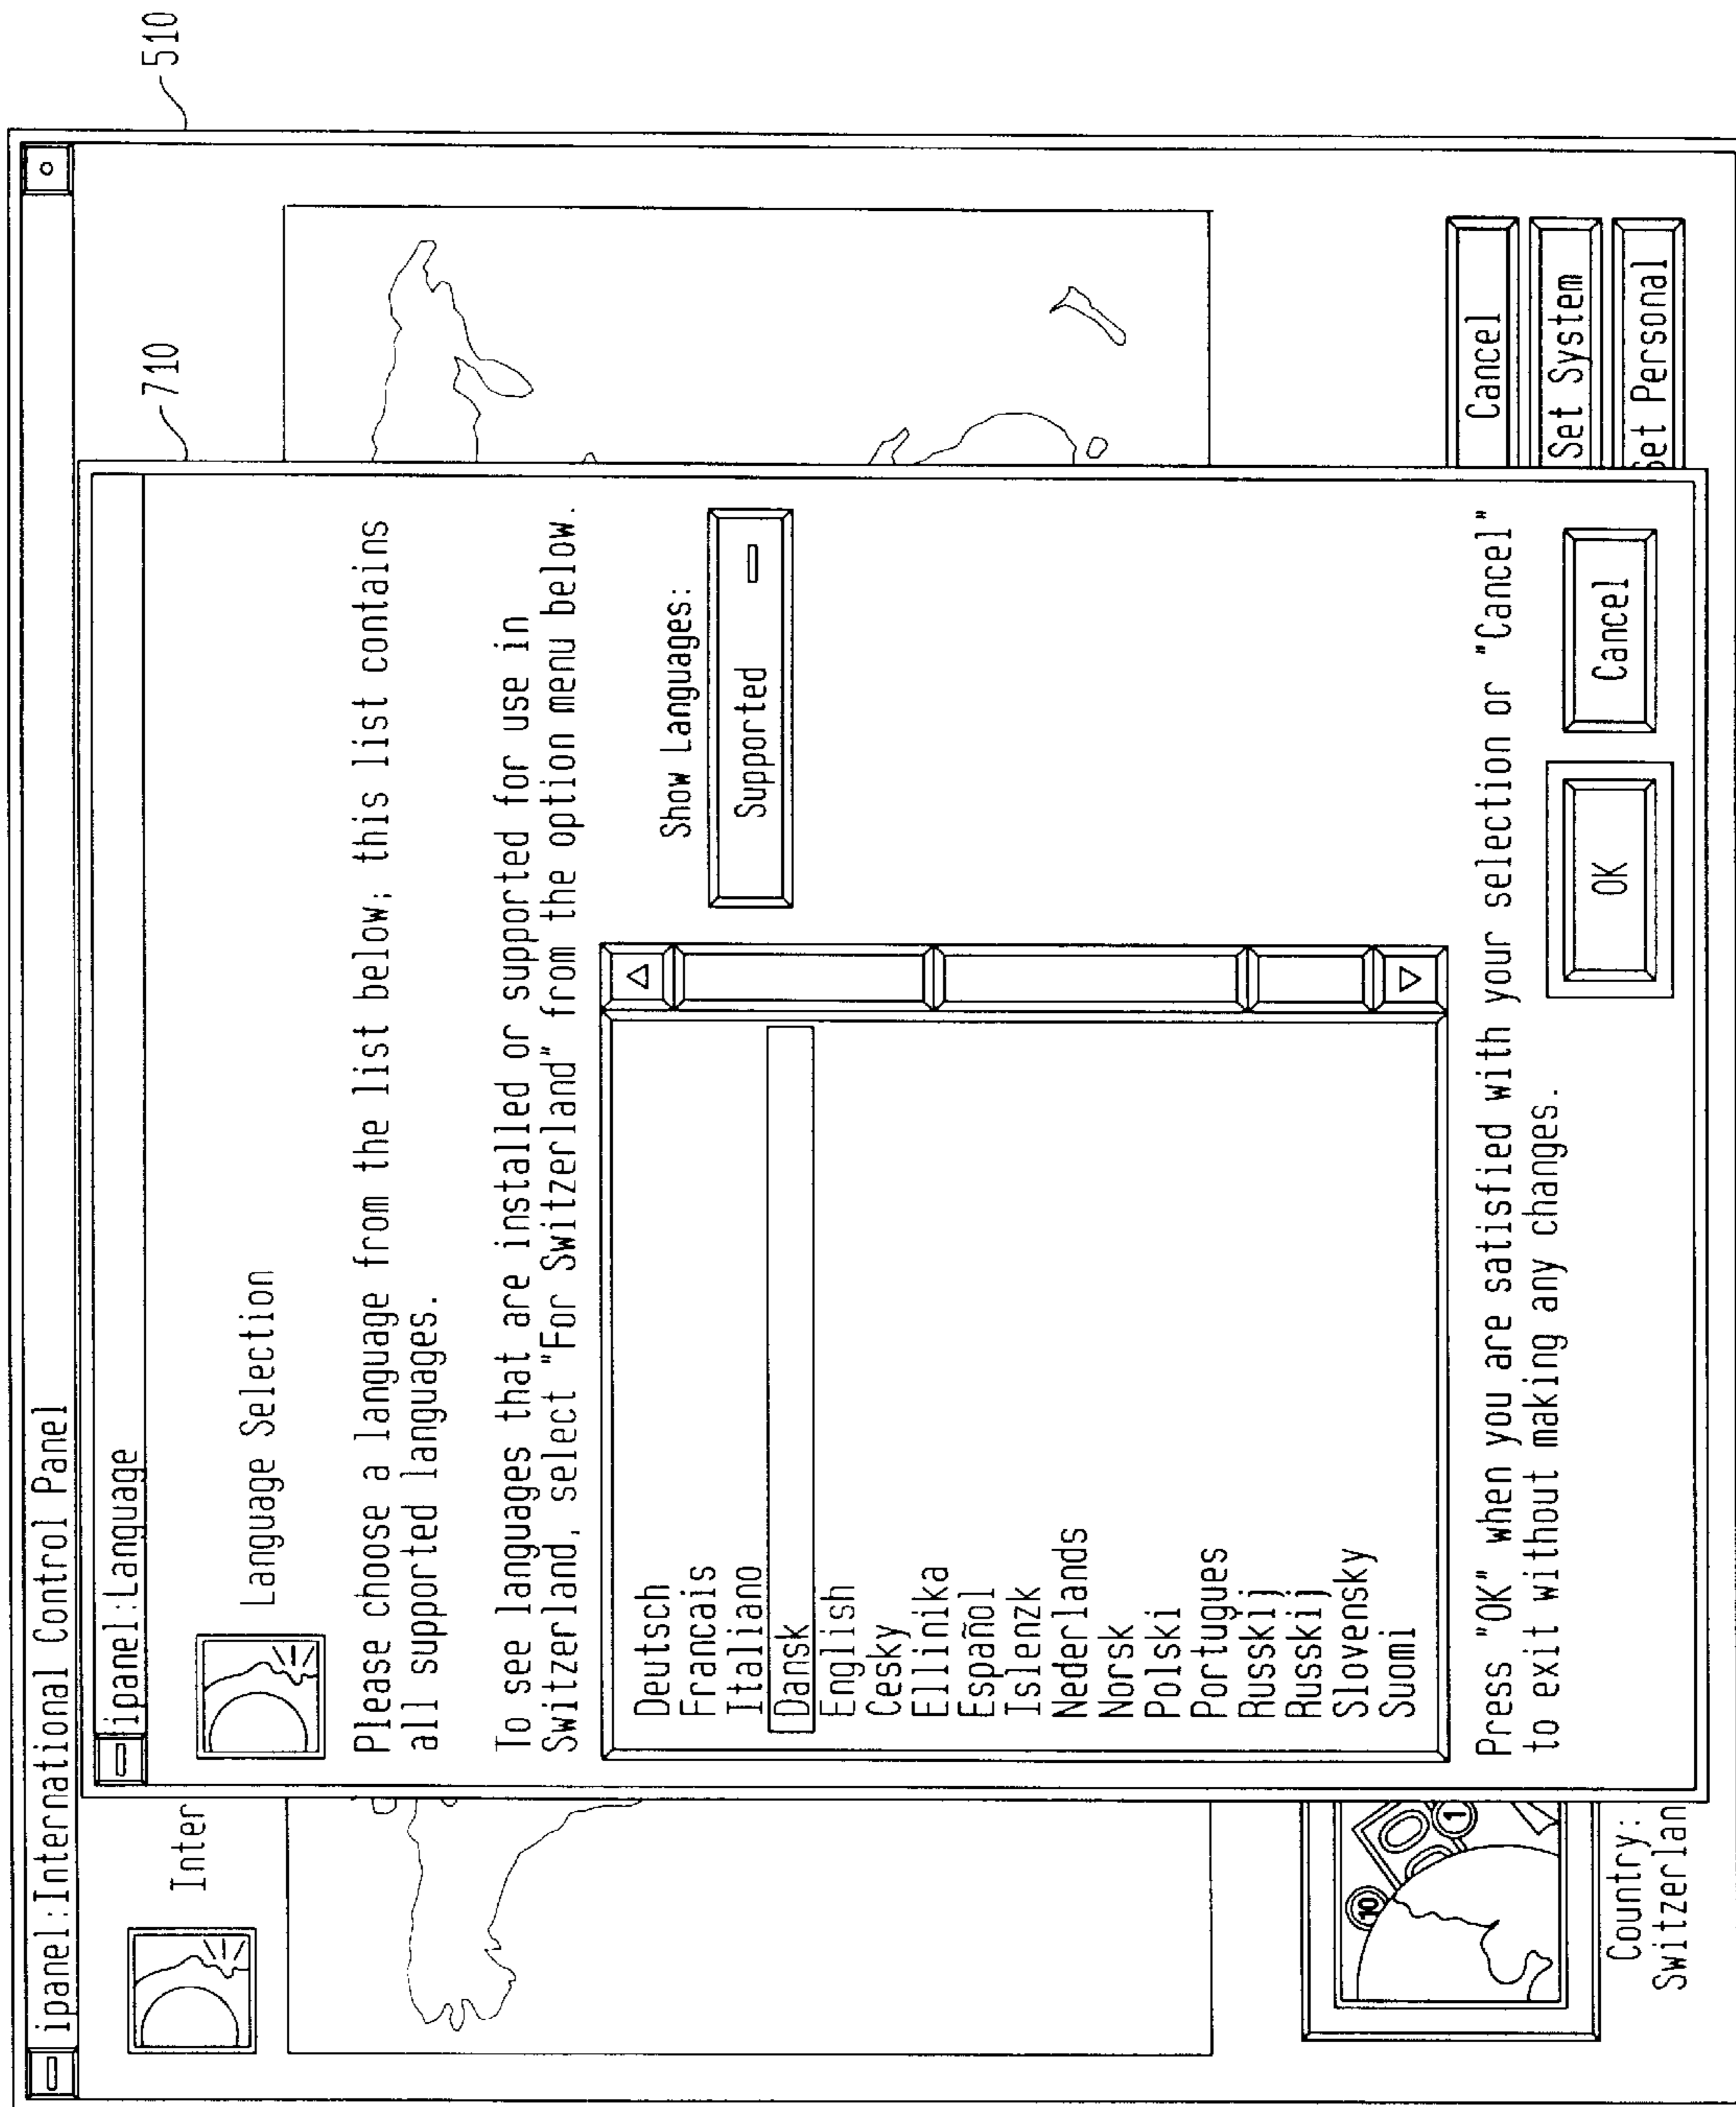 510
ipanel:International Control Panel
710
ipanel:Language
Inter
Language Selection
Please choose a language from the list below; this list contains
all supported languages.
To see languages that are installed or supported for use in
Switzerland, select "For Switzerland" from the option menu below.
Show Languages:
Supported
Deutsch
Francais
Italiano
Dansk
English
Cesky
Ellinika
Español
Islenzk
Nederlands
Norsk
Polski
Portugues
Russkij
Russkij
Slovensky
Suomi
Press "OK" when you are satisfied with your selection or "Cancel"
to exit without making any changes.
OK
Cancel
10
1
Country:
Switzerlan
Cancel
Set System
Set Personal